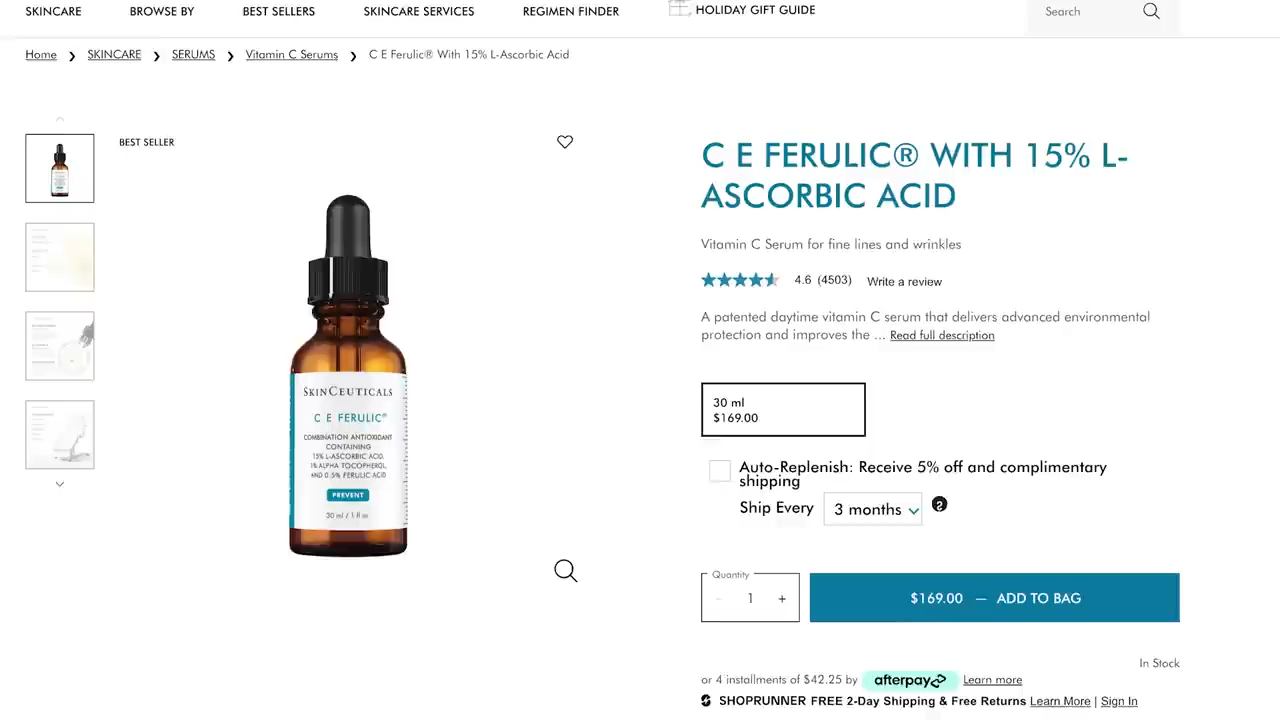 SKINCARE
BROWSE BY
BEST SELLERS
SKINCARE SERVICES
REGIMEN FINDER
HOLIDAY GIFT GUIDE
Search
Home ❯ SKINCARE ❯ SERUMS ❯ Vitamin C Serums ❯ C E Ferulic® With 15% L-Ascorbic Acid
BEST SELLER
SKINCEUTICALS
C E FERULIC®
COMBINATION ANTIOXIDANT
CONTAINING
15% L-ASCORBIC ACID,
1% ALPHA TOCOPHEROL,
AND 0.5% FERULIC ACID
PREVENT
30 ml / 1 fl oz
C E FERULIC® WITH 15% L-
ASCORBIC ACID
Vitamin C Serum for fine lines and wrinkles
4.6 (4503) Write a review
A patented daytime vitamin C serum that delivers advanced environmental
protection and improves the ... Read full description
30 ml
$169.00
Auto-Replenish: Receive 5% off and complimentary
shipping
Ship Every 3 months ?
Quantity
- 1 +
$169.00 — ADD TO BAG
In Stock
or 4 installments of $42.25 by afterpay Learn more
SHOPRUNNER FREE 2-Day Shipping & Free Returns Learn More | Sign In